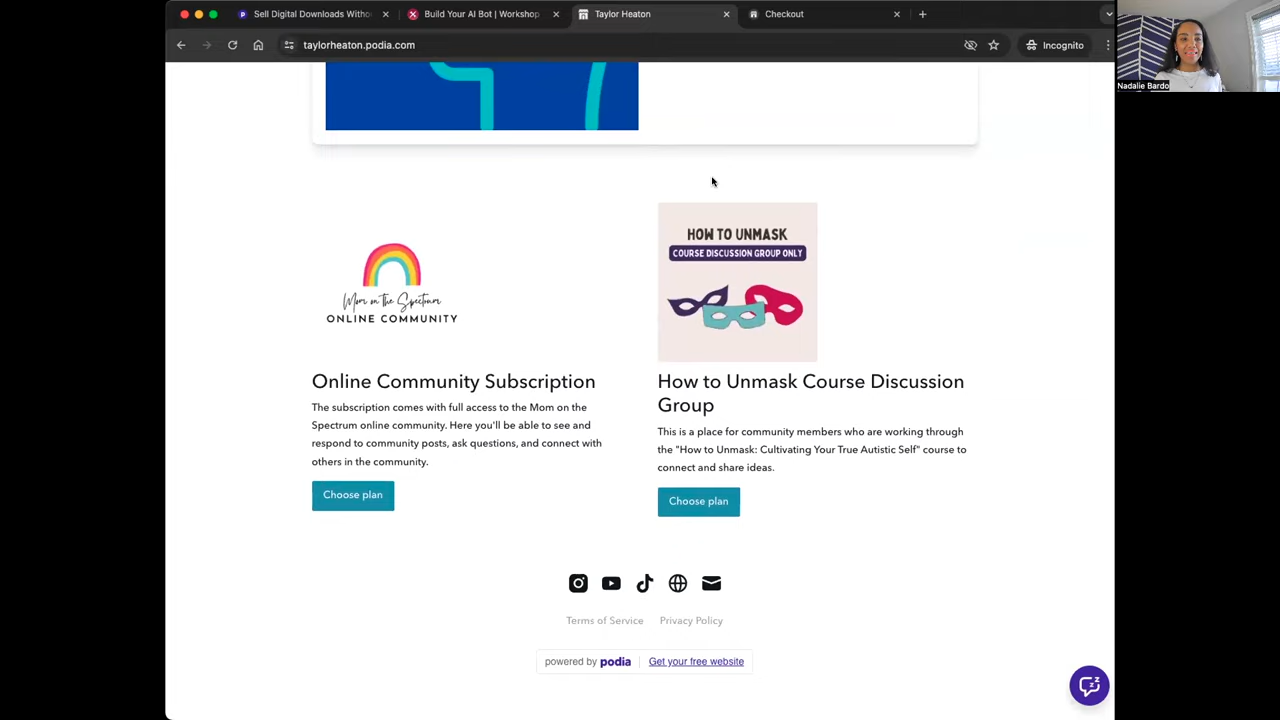 Sell Digital Downloads Witho
Build Your AI Bot | Workshop
Taylor Heaton
Checkout
taylorheaton.podia.com
Incognito
Nadalie Bardo
Mom on the Spectrum
ONLINE COMMUNITY
HOW TO UNMASK
COURSE DISCUSSION GROUP ONLY
Online Community Subscription
The subscription comes with full access to the Mom on the
Spectrum online community. Here you'll be able to see and
respond to community posts, ask questions, and connect with
others in the community.
Choose plan
How to Unmask Course Discussion
Group
This is a place for community members who are working through
the "How to Unmask: Cultivating Your True Autistic Self" course to
connect and share ideas.
Choose plan
Terms of Service Privacy Policy
powered by podia Get your free website